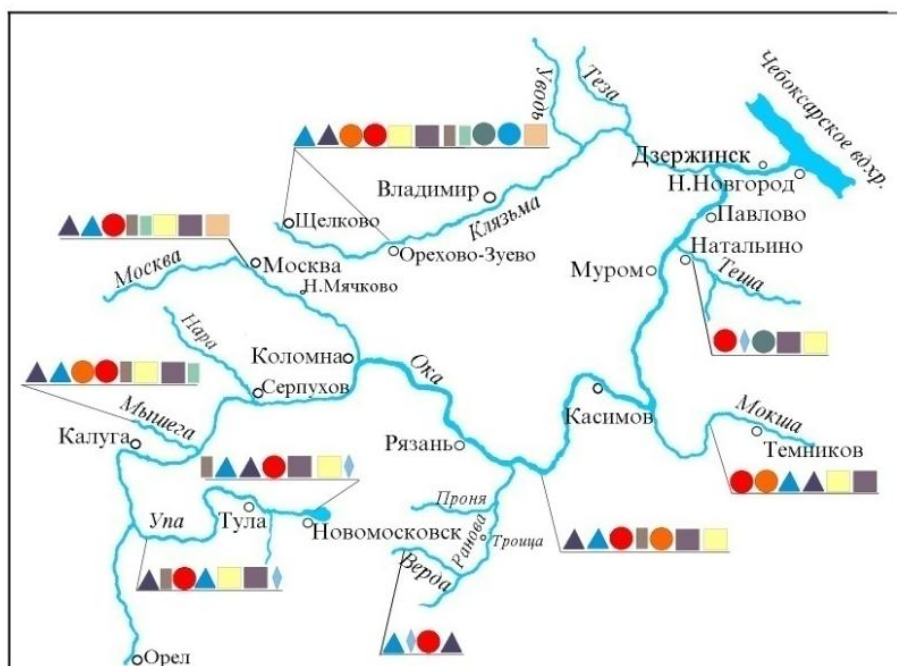 Уводь
Теза
Чебоксарское вдхр.
Дзержинск
Н.Новгород
Владимир
Клязьма
Павлово
Щелково
Орехово-Зуево
Натальино
Москва
Москва
Муром
Теша
Н.Мячково
Нара
Коломна
Ока
Серпухов
Касимов
Мышега
Мокша
Калуга
Рязань
Темников
Упа
Тула
Новомосковск
Проня
Ранова
Троица
Верда
Орел